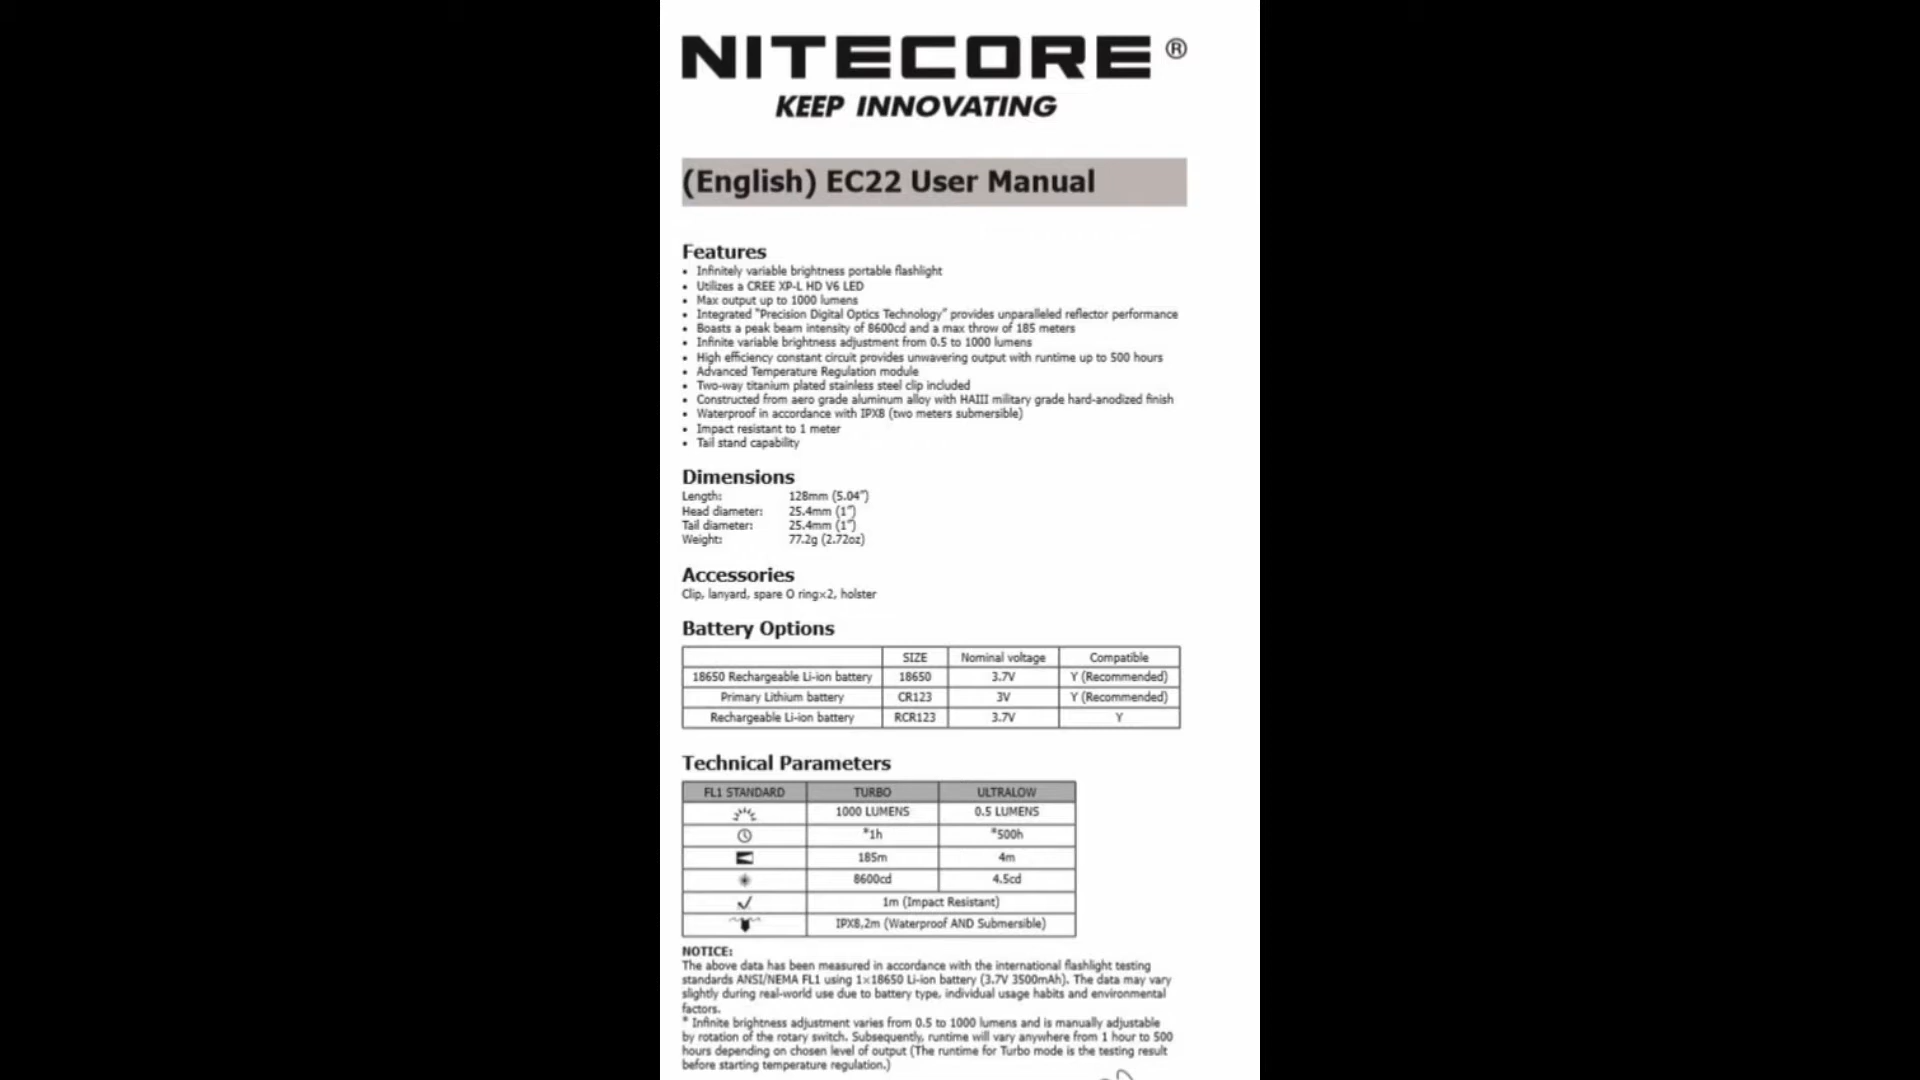 NITECORE®
KEEP INNOVATING
(English) EC22 User Manual
Features
• Infinitely variable brightness portable flashlight
• Utilizes a CREE XP-L HD V6 LED
• Max output up to 1000 lumens
• Integrated “Precision Digital Optics Technology” provides unparalleled reflector performance
• Boasts a peak beam intensity of 8600cd and a max throw of 185 meters
• Infinite variable brightness adjustment from 0.5 to 1000 lumens
• High efficiency constant circuit provides unwavering output with runtime up to 500 hours
• Advanced Temperature Regulation module
• Two-way titanium plated stainless steel clip included
• Constructed from aero grade aluminum alloy with HAIII military grade hard-anodized finish
• Waterproof in accordance with IPX8 (two meters submersible)
• Impact resistant to 1 meter
• Tail stand capability
Dimensions
Length: 128mm (5.04”)
Head diameter: 25.4mm (1”)
Tail diameter: 25.4mm (1”)
Weight: 77.2g (2.72oz)
Accessories
Clip, lanyard, spare O ring×2, holster
Battery Options
SIZE Nominal voltage Compatible
18650 Rechargeable Li-ion battery 18650 3.7V Y (Recommended)
Primary Lithium battery CR123 3V Y (Recommended)
Rechargeable Li-ion battery RCR123 3.7V Y
Technical Parameters
FL1 STANDARD TURBO ULTRALOW
1000 LUMENS 0.5 LUMENS
*1h *500h
185m 4m
8600cd 4.5cd
1m (Impact Resistant)
IPX8,2m (Waterproof AND Submersible)
NOTICE:
The above data has been measured in accordance with the international flashlight testing
standards ANSI/NEMA FL1 using 1×18650 Li-ion battery (3.7V 3500mAh). The data may vary
slightly during real-world use due to battery type, individual usage habits and environmental
factors.
* Infinite brightness adjustment varies from 0.5 to 1000 lumens and is manually adjustable
by rotation of the rotary switch. Subsequently, runtime will vary anywhere from 1 hour to 500
hours depending on chosen level of output (The runtime for Turbo mode is the testing result
before starting temperature regulation.)